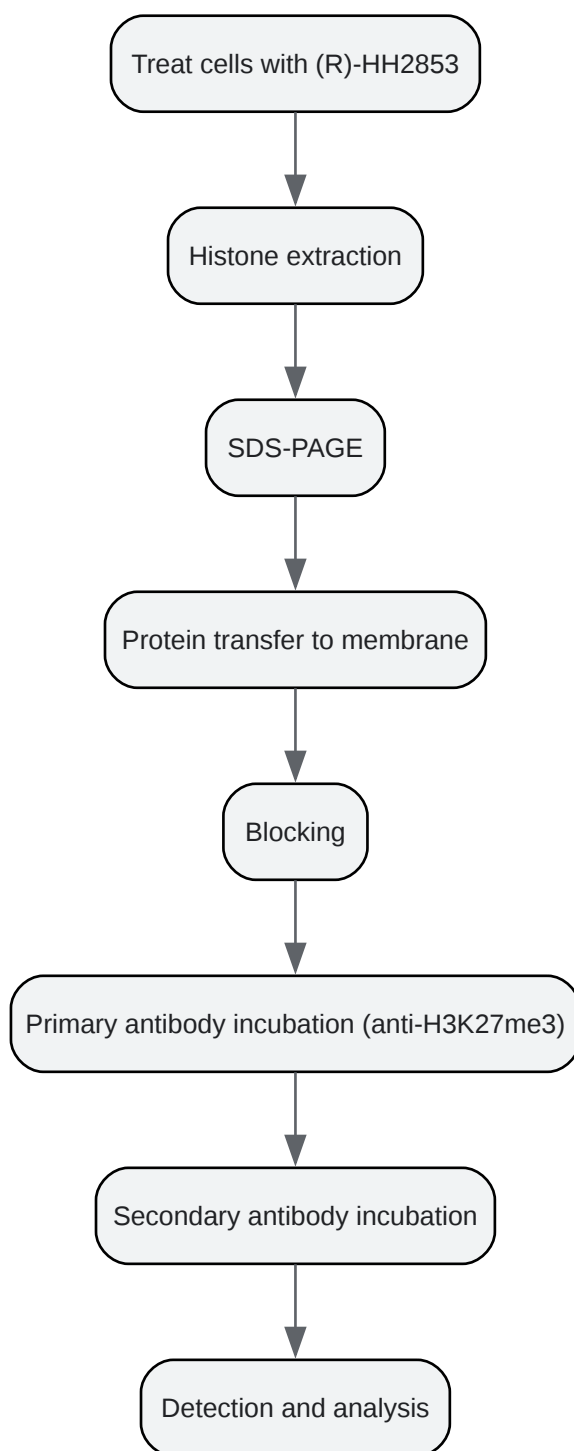 Treat cells with (R)-HH2853
Histone extraction
SDS-PAGE
Protein transfer to membrane
Blocking
Primary antibody incubation (anti-H3K27me3)
Secondary antibody incubation
Detection and analysis